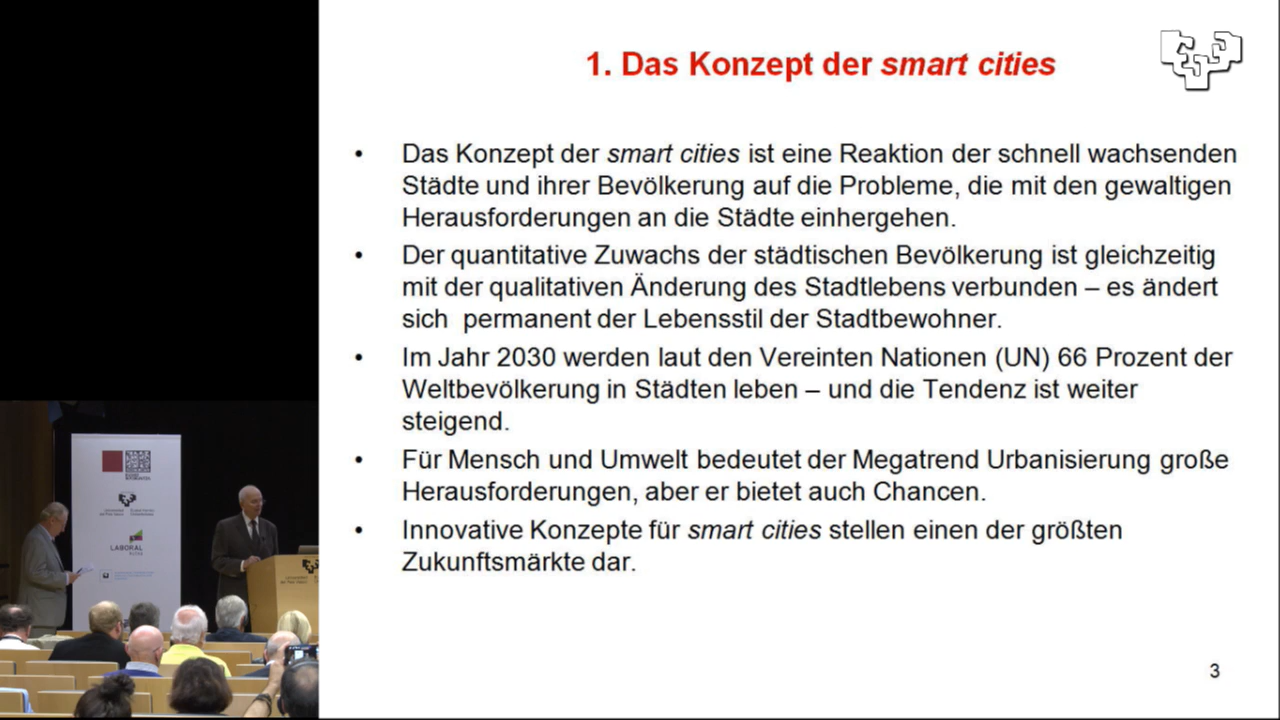 1. Das Konzept der smart cities
• Das Konzept der smart cities ist eine Reaktion der schnell wachsenden
Städte und ihrer Bevölkerung auf die Probleme, die mit den gewaltigen
Herausforderungen an die Städte einhergehen.
• Der quantitative Zuwachs der städtischen Bevölkerung ist gleichzeitig
mit der qualitativen Änderung des Stadtlebens verbunden – es ändert
sich permanent der Lebensstil der Stadtbewohner.
• Im Jahr 2030 werden laut den Vereinten Nationen (UN) 66 Prozent der
Weltbevölkerung in Städten leben – und die Tendenz ist weiter
steigend.
• Für Mensch und Umwelt bedeutet der Megatrend Urbanisierung große
Herausforderungen, aber er bietet auch Chancen.
• Innovative Konzepte für smart cities stellen einen der größten
Zukunftsmärkte dar.
3
LABORAL